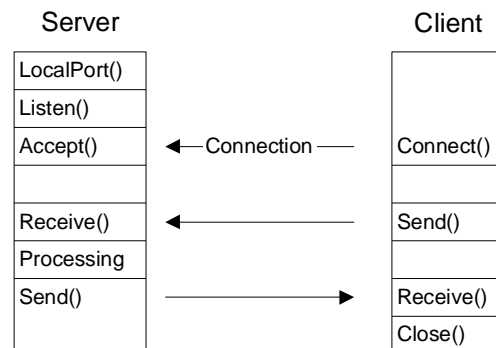 Server
Client
LocalPort()
Listen()
Accept()
Connection
Connect()
Receive()
Send()
Processing
Send()
Receive()
Close()